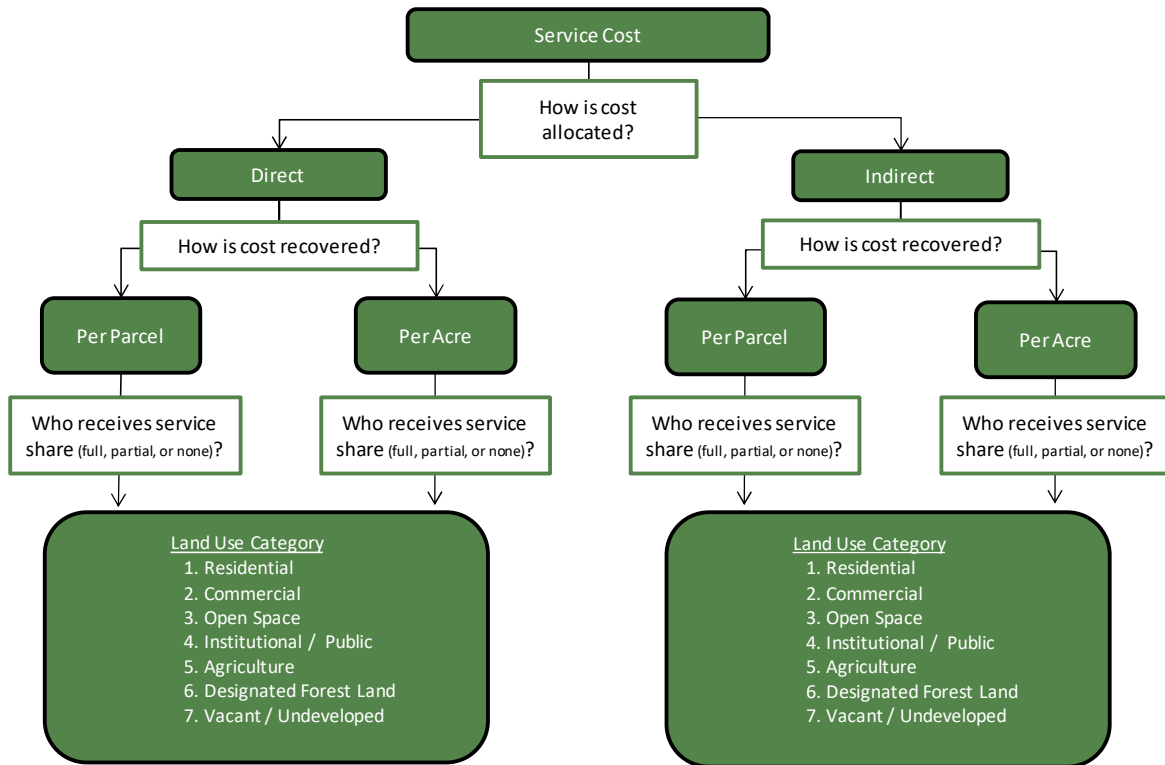 Service Cost
How is cost
allocated?
Direct
Indirect
How is cost recovered?
How is cost recovered?
Per Parcel
Per Acre
Per Parcel
Per Acre
Who receives service
share (full, partial, or none)?
Who receives service
share (full, partial, or none)?
Who receives service
share (full, partial, or none)?
Who receives service
share (full, partial, or none)?
Land Use Category
1. Residential
2. Commercial
3. Open Space
4. Institutional / Public
5. Agriculture
6. Designated Forest Land
7. Vacant / Undeveloped
Land Use Category
1. Residential
2. Commercial
3. Open Space
4. Institutional / Public
5. Agriculture
6. Designated Forest Land
7. Vacant / Undeveloped